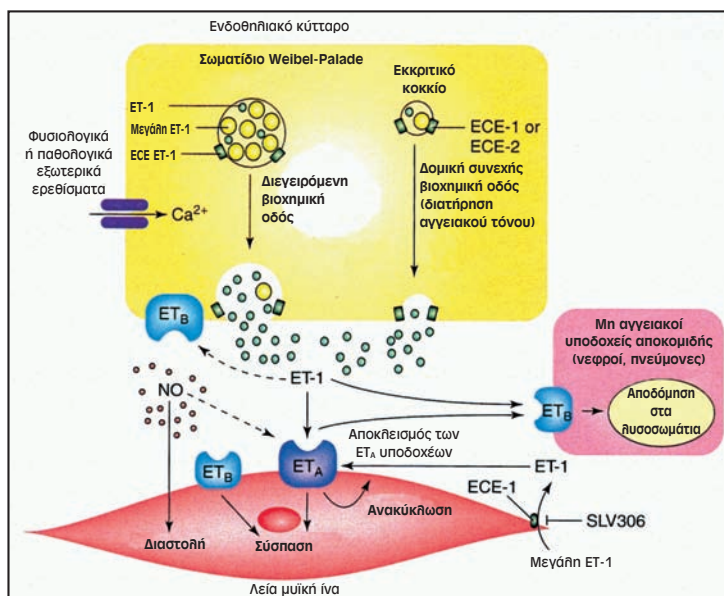 Ενδοθηλιακό κύτταρο
Σωματίδιο Weibel-Palade
Εκκριτικό
κοκκίο
ET-1
Μεγάλη ET-1
ECE ET-1
ECE-1 or
ECE-2
Φυσιολογικά
ή παθολογικά
εξωτερικά
ερεθίσματα
Ca2+
Διεγειρόμενη
βιοχημική
οδός
Δομική συνεχής
βιοχημική οδός
(διατήρηση
αγγειακού τόνου)
ETB
Μη αγγειακοί
υποδοχείς αποκομιδής
(νεφροί, πνεύμονες)
NO
ET-1
ETB
Αποδόμηση
στα
λυσοσωμάτια
Αποκλεισμός των
ETA υποδοχέων
ETB
ETA
ET-1
ECE-1
Ανακύκλωση
SLV306
Διαστολή
Σύσπαση
Μεγάλη ET-1
Λεία μυϊκή ίνα